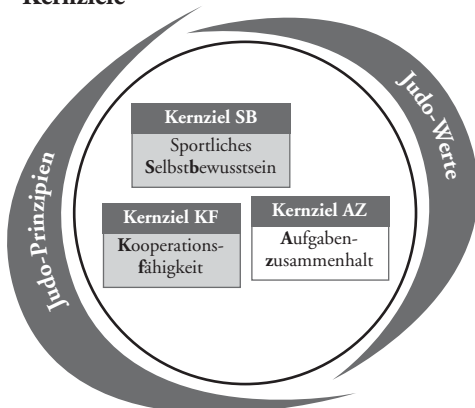 Kernziele
Judo-Werte
Kernziel SB
Sportliches
Selbstbewusstsein
Judo-Prinzipien
Kernziel KF
Kooperations-
fähigkeit
Kernziel AZ
Aufgaben-
zusammenhalt